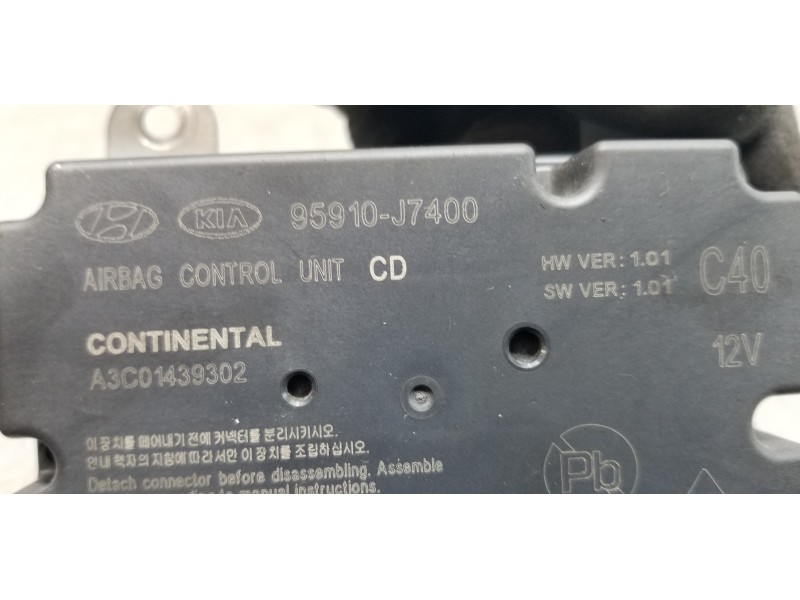 KIA 95910-J7400
AIRBAG CONTROL UNIT CD
HW VER: 1.01
SW VER: 1.01
C40
CONTINENTAL
A3C01439302
12V
이 장치를 떼어내기 전에 커넥터를 분리시키시오.
안내 책자의 지침에 따라서만 이 장치를 조립하십시오.
Detach connector before disassembling. Assemble
to manual instructions.
Pb